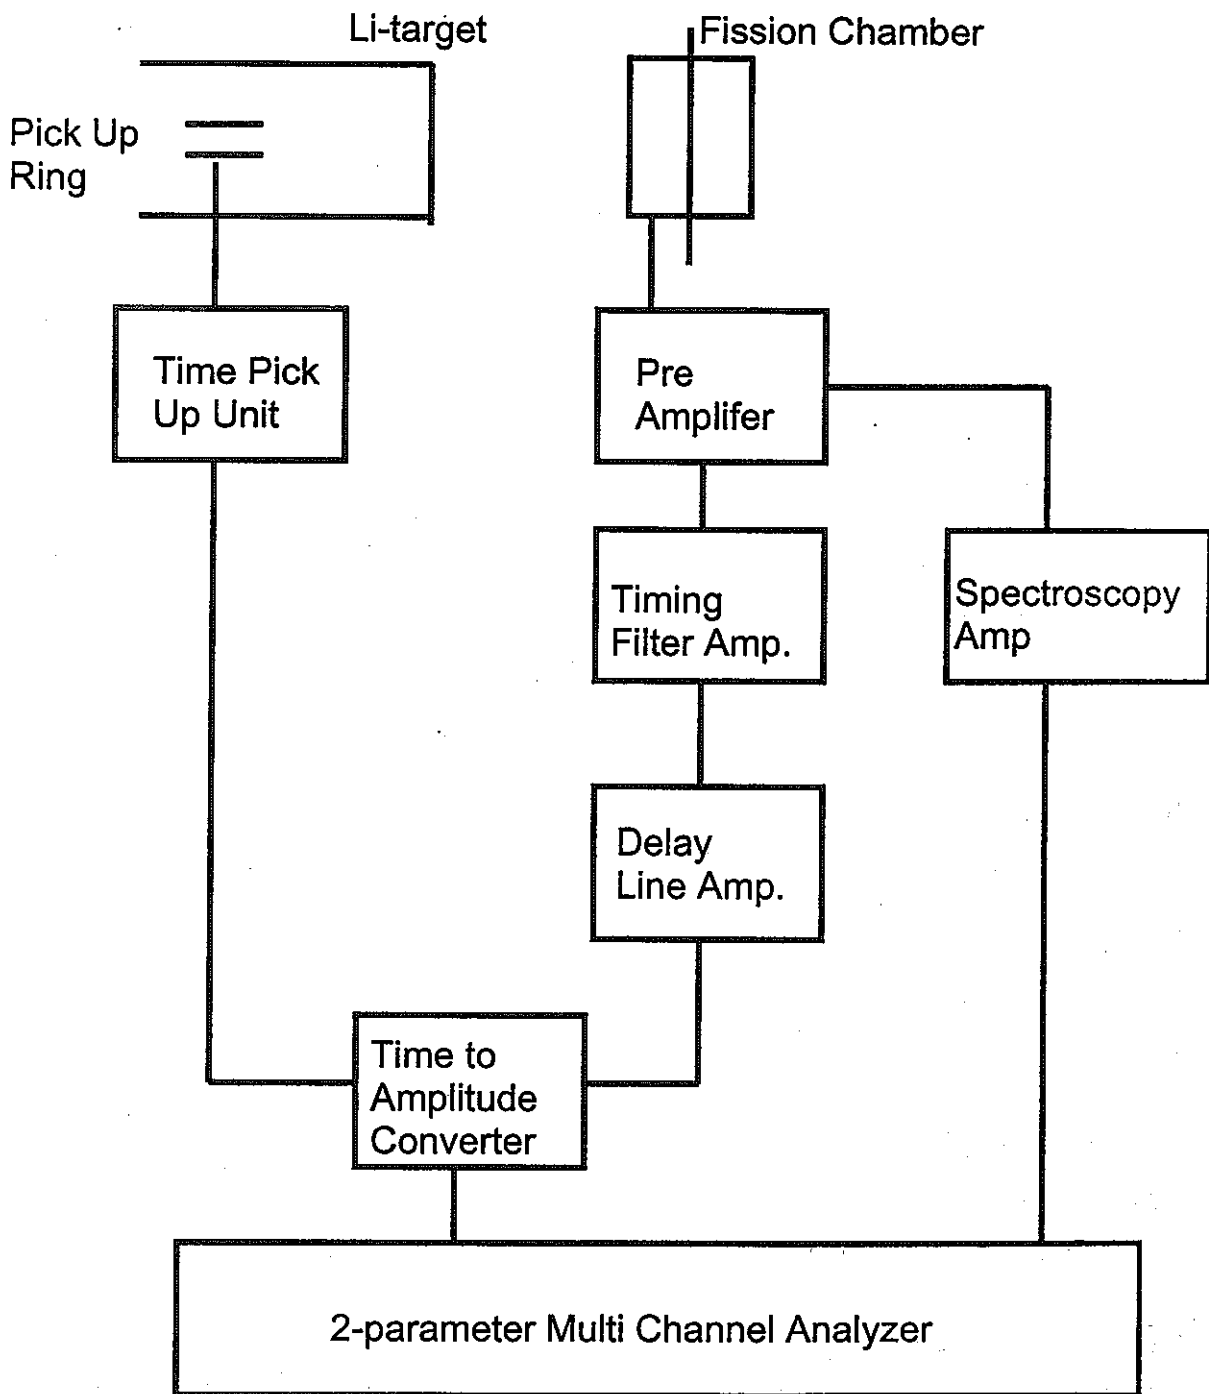 Li-target
Fission Chamber
Pick Up
Ring
Time Pick
Up Unit
Pre
Amplifer
Timing
Filter Amp.
Spectroscopy
Amp
Delay
Line Amp.
Time to
Amplitude
Converter
2-parameter Multi Channel Analyzer